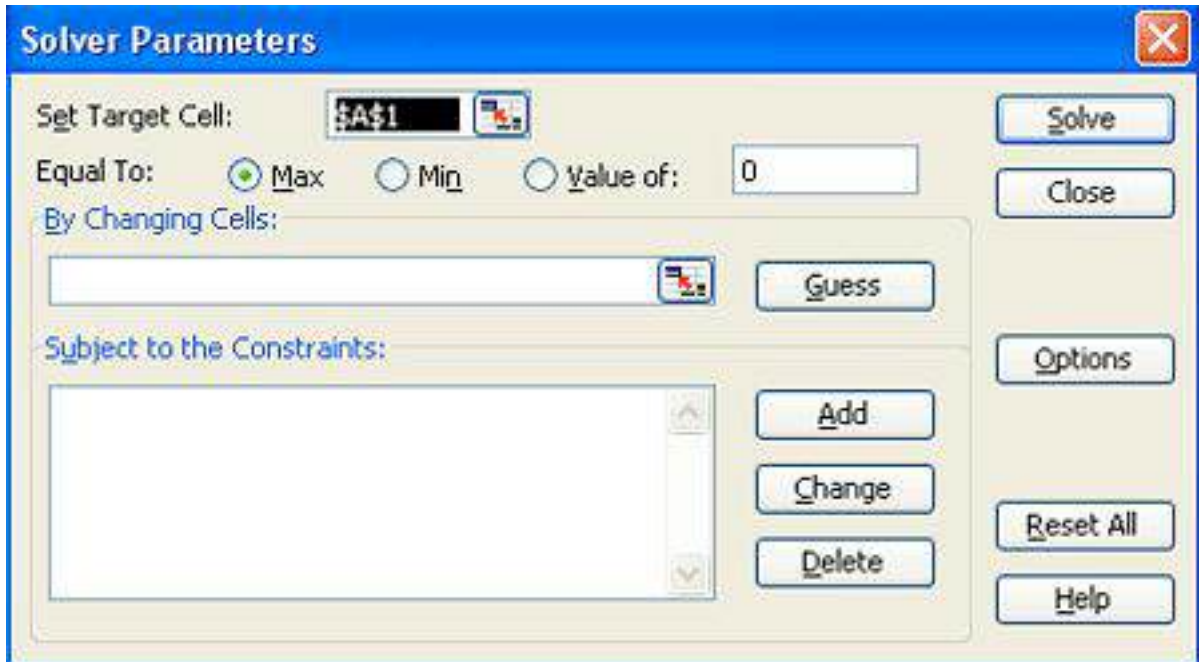 Solver Parameters
Set Target Cell: $A$1 Solve
Equal To: Max Min Value of: 0 Close
By Changing Cells:
Guess
Subject to the Constraints: Options
Add
Change
Reset All
Delete
Help